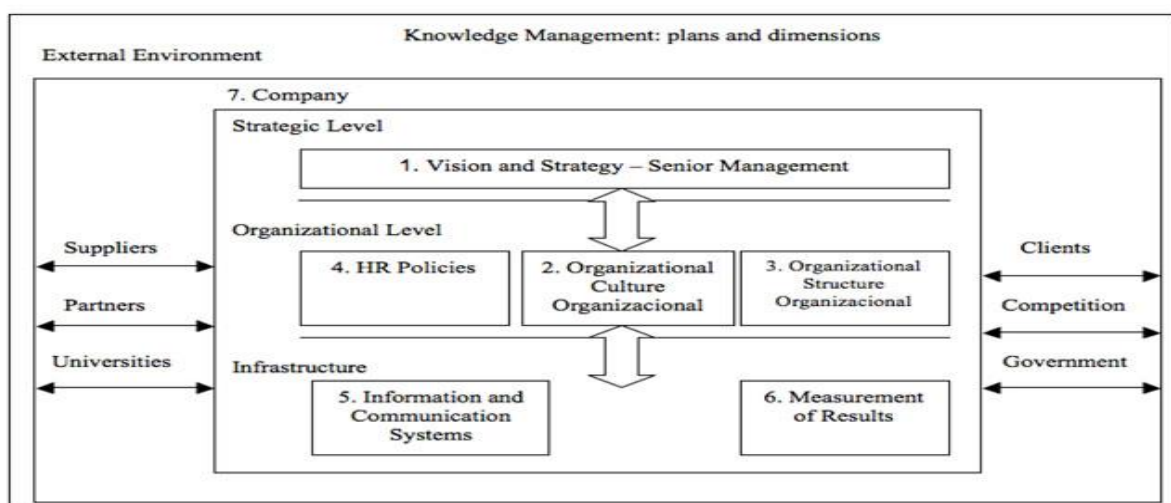 Knowledge Management: plans and dimensions
External Environment
7. Company
Strategic Level
1. Vision and Strategy – Senior Management
Organizational Level
Suppliers
Partners
Universities
4. HR Policies
2. Organizational
Culture
Organizacional
3. Organizational
Structure
Organizacional
Clients
Competition
Government
Infrastructure
5. Information and
Communication
Systems
6. Measurement
of Results